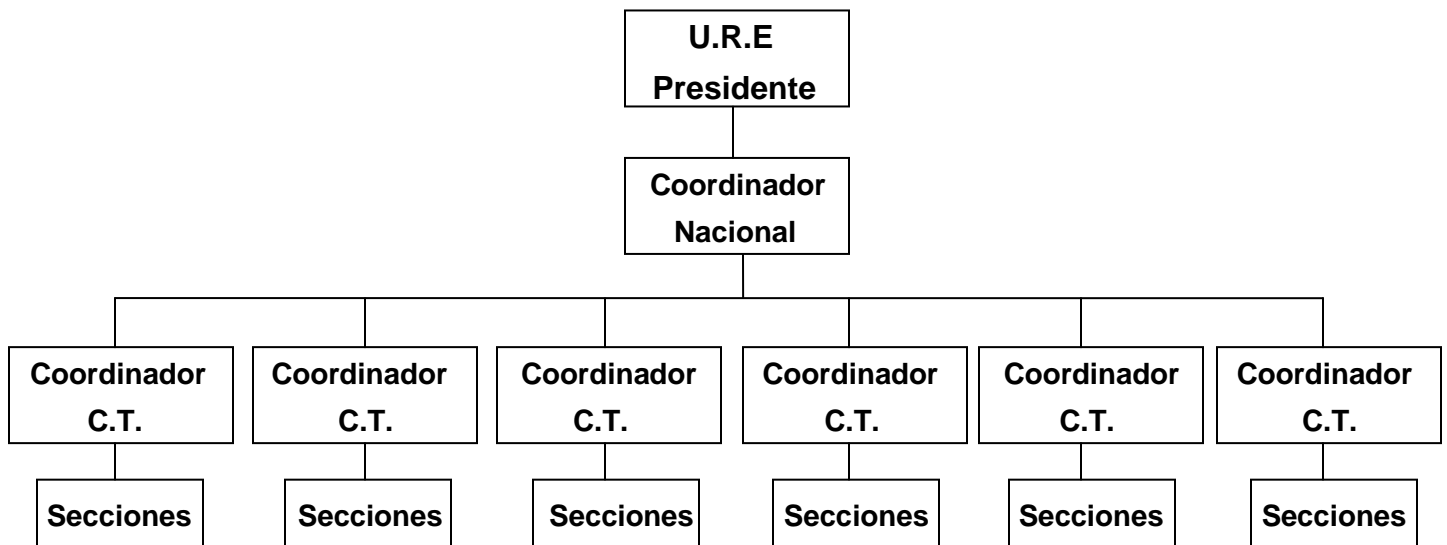 U.R.E
Presidente
Coordinador
Nacional
Coordinador
C.T.
Coordinador
C.T.
Coordinador
C.T.
Coordinador
C.T.
Coordinador
C.T.
Coordinador
C.T.
Secciones
Secciones
Secciones
Secciones
Secciones
Secciones